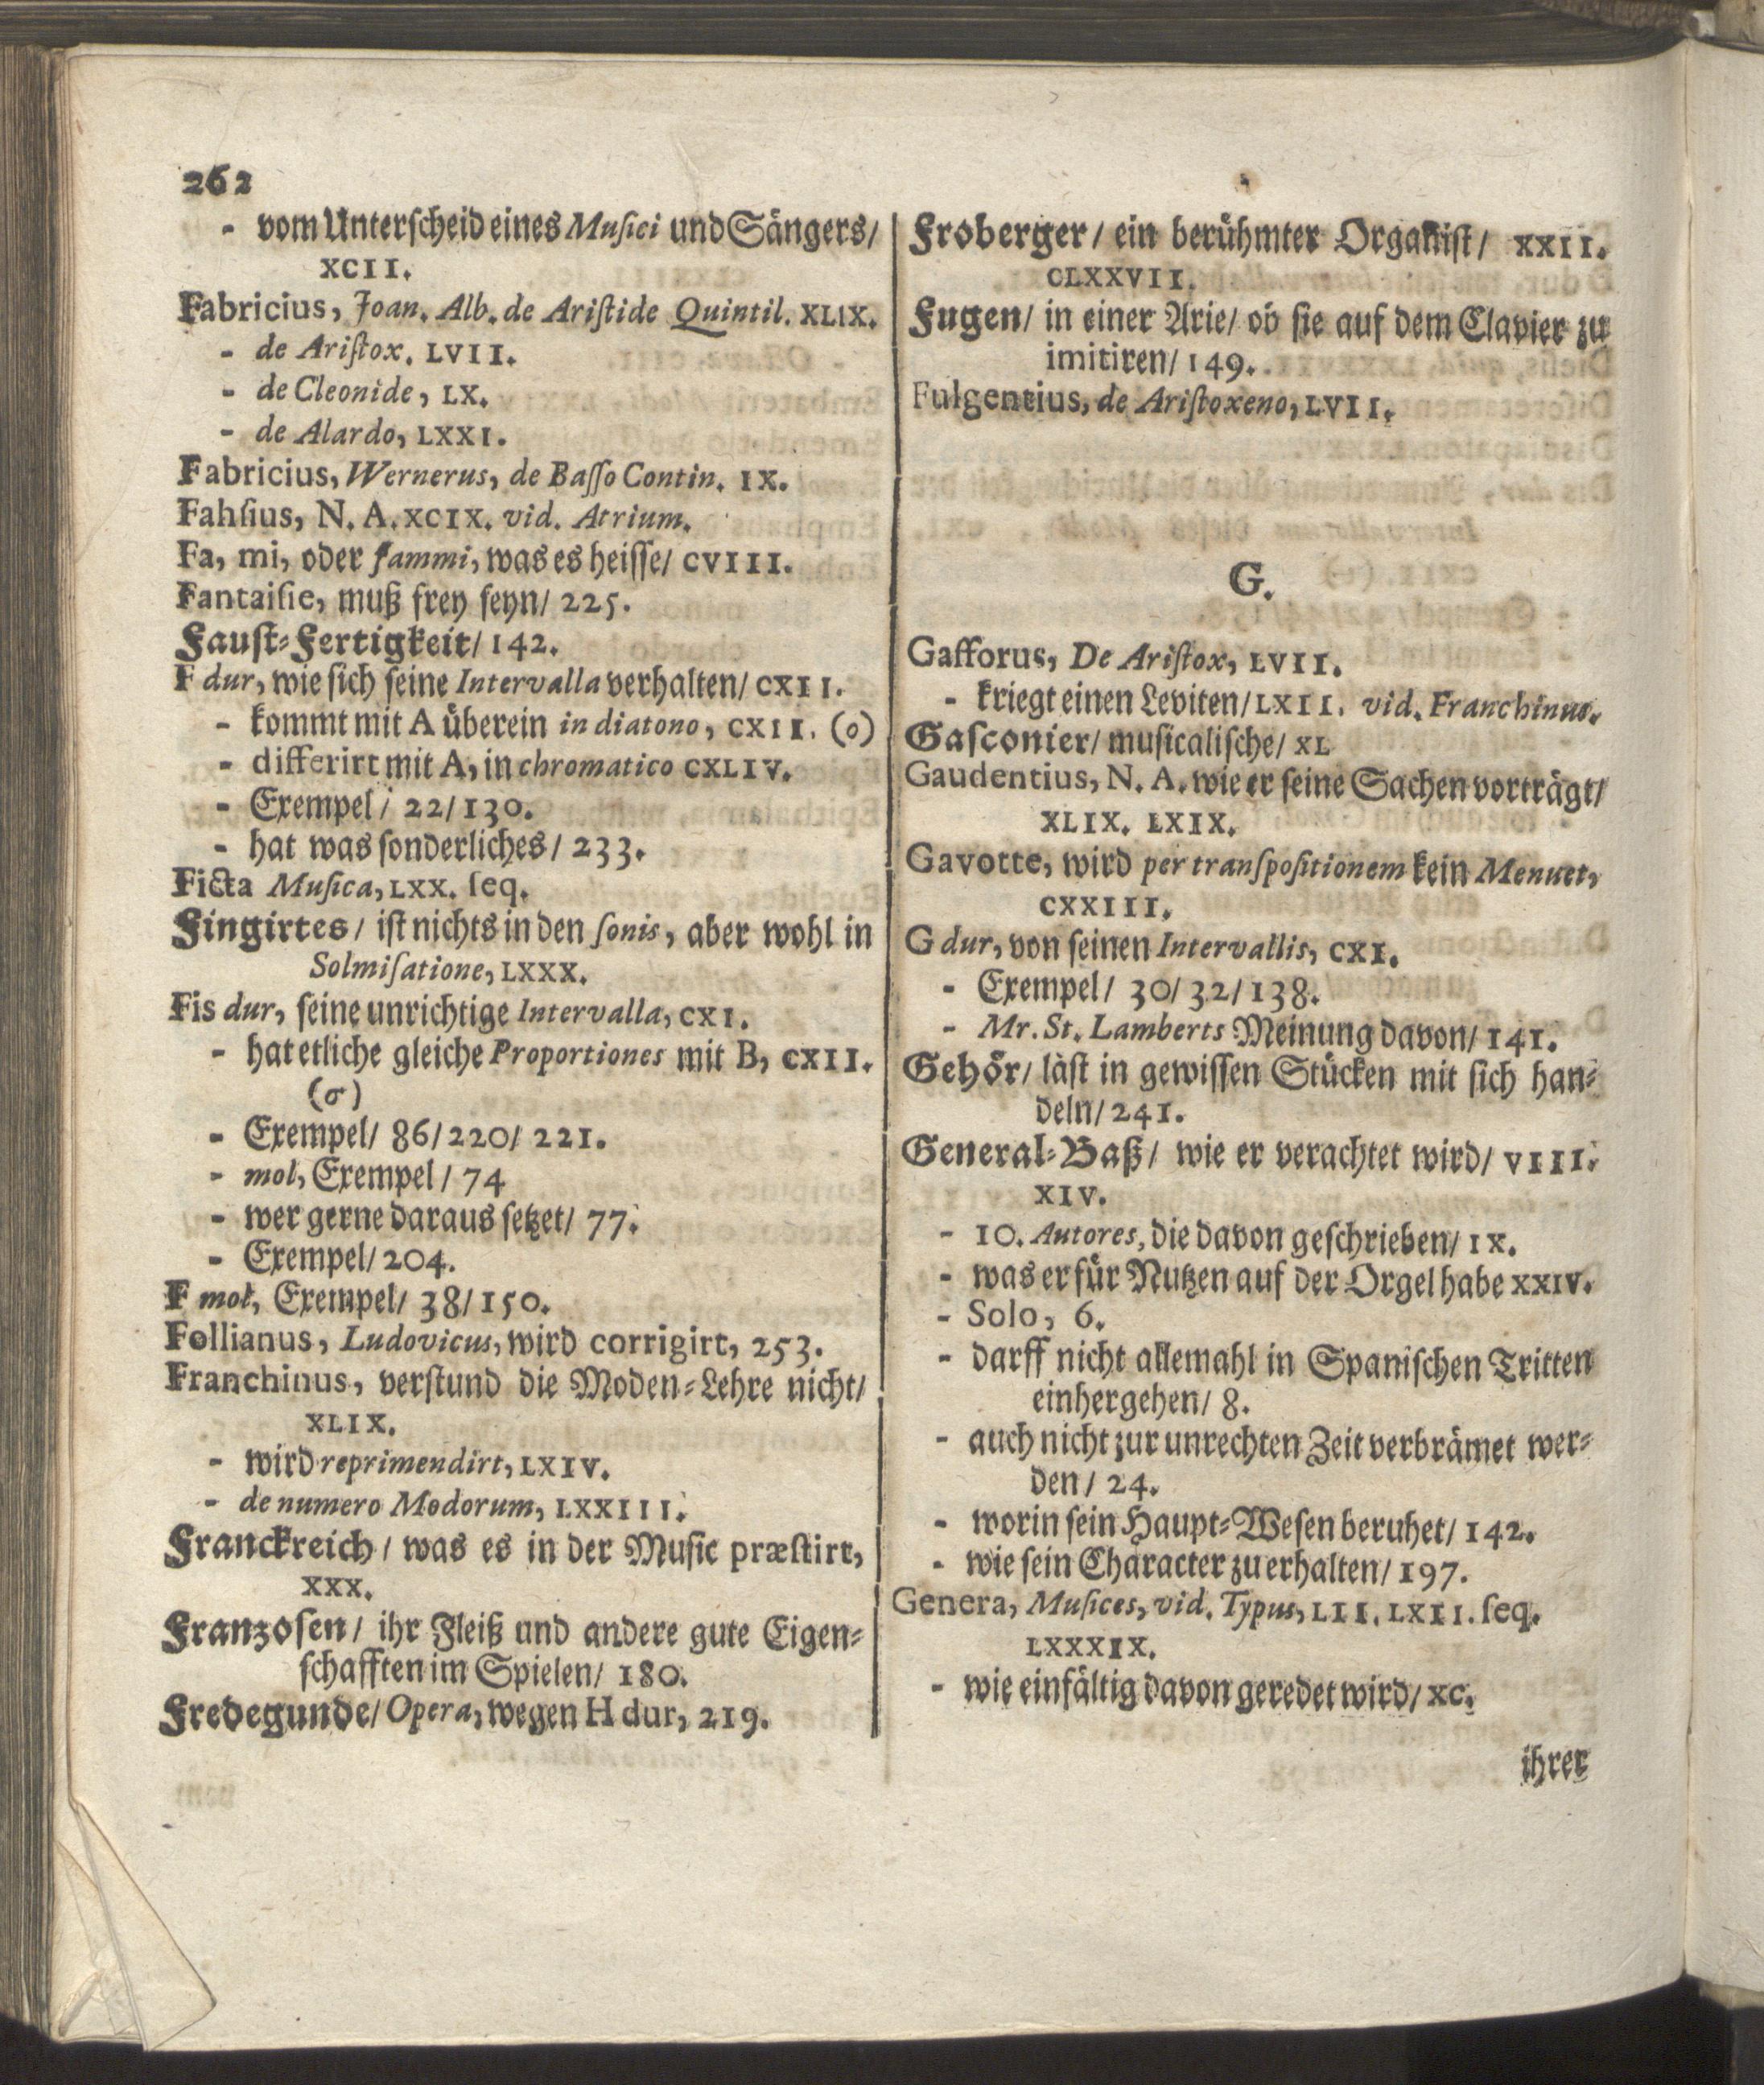 262
- vom Unterſcheid eines Muſici und Sängers/
XCII.
Fabricius, Joan. Alb. de Ariſtide Quintil. XLIX.
- de Ariſtox. LVII.
- de Cleonide, LX.
- de Alardo, LXXI.
Fabricius, Wernerus, de Baſſo Contin. IX.
Fahſius, N. A. XCIX. vid. Atrium.
Fa, mi, oder fammi, was es heiſſe/ CVIII.
Fantaiſie, muß frey ſeyn/ 225.
Fauſt-Fertigkeit/ 142.
F dur, wie ſich ſeine Intervalla verhalten/ CXII.
- kommt mit A überein in diatono, CXII. (o)
- differirt mit A, in chromatico CXLIV.
- Exempel/ 22/ 130.
- hat was ſonderliches/ 233.
Ficta Muſica, LXX. ſeq.
Fingirtes/ iſt nichts in den ſonis, aber wohl in
Solmiſatione, LXXX.
Fis dur, ſeine unrichtige Intervalla, CXI.
- hat etliche gleiche Proportiones mit B, CXII.
(σ)
- Exempel/ 86/ 220/ 221.
- mol, Exempel/ 74
- wer gerne daraus ſetzet/ 77.
- Exempel/ 204.
F mol, Exempel/ 38/ 150.
Follianus, Ludovicus, wird corrigirt, 253.
Franchinus, verſtund die Moden-Lehre nicht/
XLIX.
- wird reprimendirt, LXIV.
- de numero Modorum, LXXIII.
Franckreich/ was es in der Muſic præſtirt,
XXX.
Franzoſen/ ihr Fleiß und andere gute Eigen-
ſchafften im Spielen/ 180.
Fredegunde/ Opera, wegen H dur, 219.
Froberger/ ein berühmter Organiſt/ XXII.
CLXXVII.
Fugen/ in einer Arie/ ob ſie auf dem Clavier zu
imitiren/ 149.
Fulgentius, de Ariſtoxeno, LVII.
G.
Gafforus, De Ariſtox, LVII.
- kriegt einen Leviten/ LXII. vid. Franchinus.
Gaſconier/ muſicaliſche/ XL
Gaudentius, N. A. wie er ſeine Sachen vorträgt/
XLIX. LXIX.
Gavotte, wird per transpoſitionem kein Menuet,
CXXIII.
G dur, von ſeinen Intervallis, CXI.
- Exempel/ 30/ 32/ 138.
- Mr. St. Lamberts Meinung davon/ 141.
Gehör/ läſt in gewiſſen Stücken mit ſich han-
deln/ 241.
General-Baß/ wie er verachtet wird/ VIII.
XIV.
- 10. Autores, die davon geſchrieben/ IX.
- was er für Nutzen auf der Orgel habe XXIV.
- Solo, 6.
- darff nicht allemahl in Spaniſchen Tritten
einhergehen/ 8.
- auch nicht zur unrechten Zeit verbrämet wer-
den/ 24.
- worin ſein Haupt-Weſen beruhet/ 142.
- wie ſein Character zu erhalten/ 197.
Genera, Muſices, vid. Typus, LII. LXII. ſeq.
LXXXIX.
- wie einfältig davon geredet wird/ XC.
ihrer